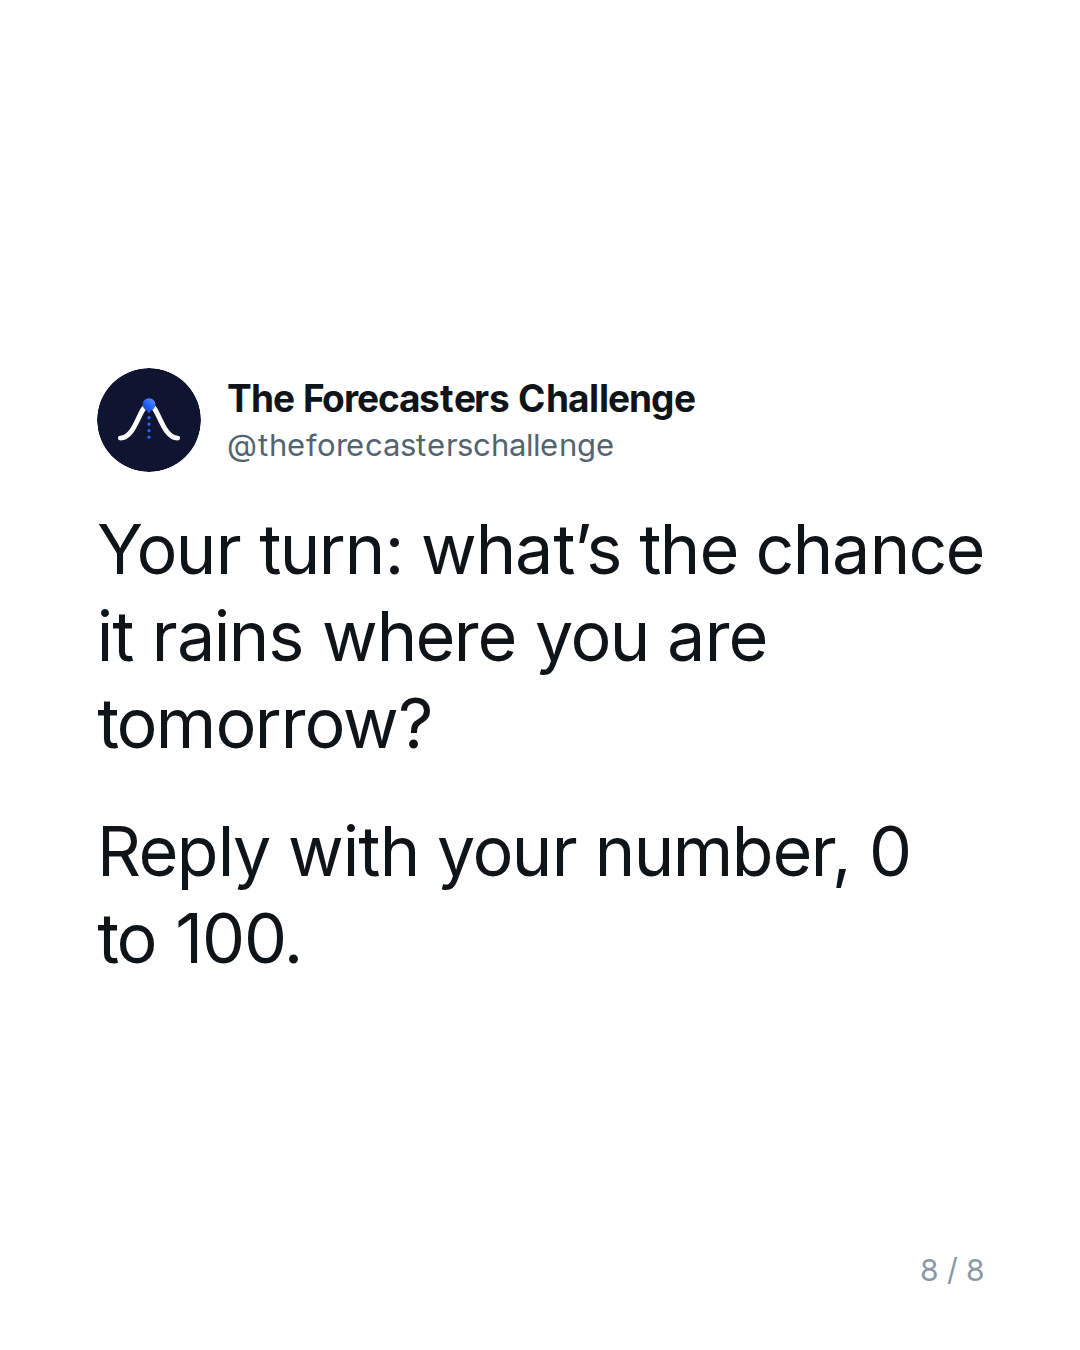 The Forecasters Challenge
@theforecasterschallenge
Your turn: what’s the chance
it rains where you are
tomorrow?
Reply with your number, 0
to 100.
8 / 8